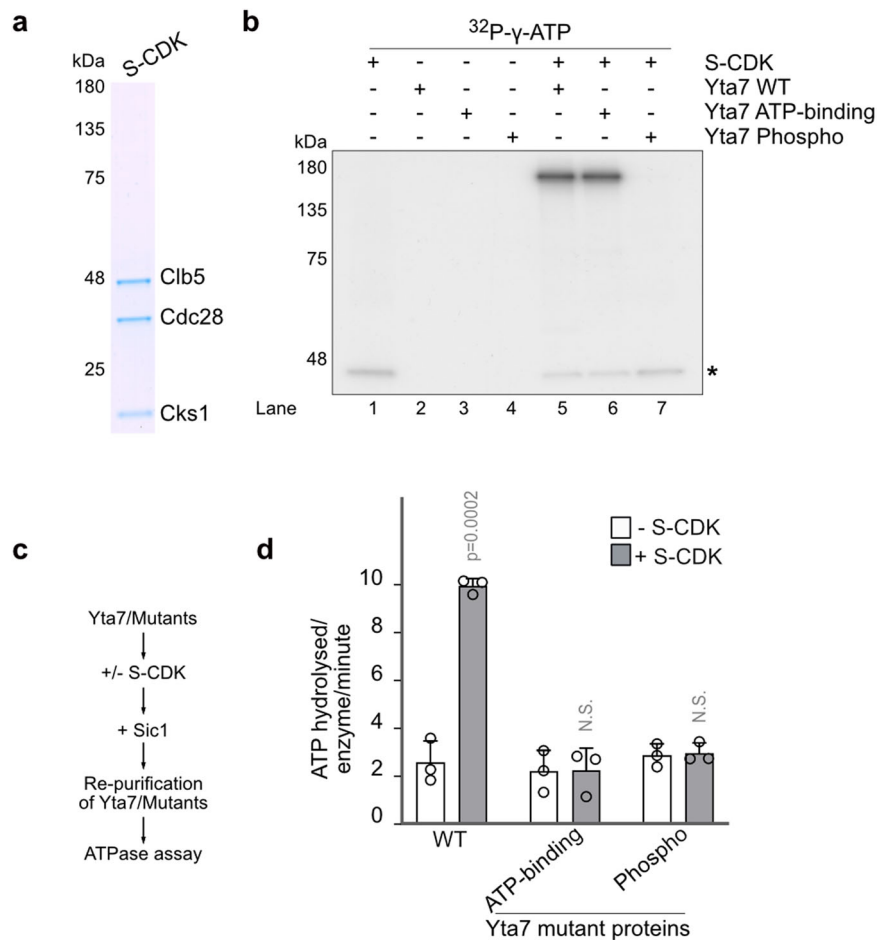 a
kDa
S-CDK
180
135
75
48
25
Clb5
Cdc28
Cks1
b
32P-γ-ATP
+ - - - + + + S-CDK
- + - - + - - Yta7 WT
- - + - - + - Yta7 ATP-binding
- - - + - - + Yta7 Phospho
kDa
180
135
75
48
*
Lane 1 2 3 4 5 6 7
c
Yta7/Mutants
+/- S-CDK
+ Sic1
Re-purification
of Yta7/Mutants
ATPase assay
d
ATP hydrolysed/
enzyme/minute
10
8
6
4
2
0
p=0.0002
N.S.
N.S.
- S-CDK
+ S-CDK
WT
ATP-binding
Phospho
Yta7 mutant proteins